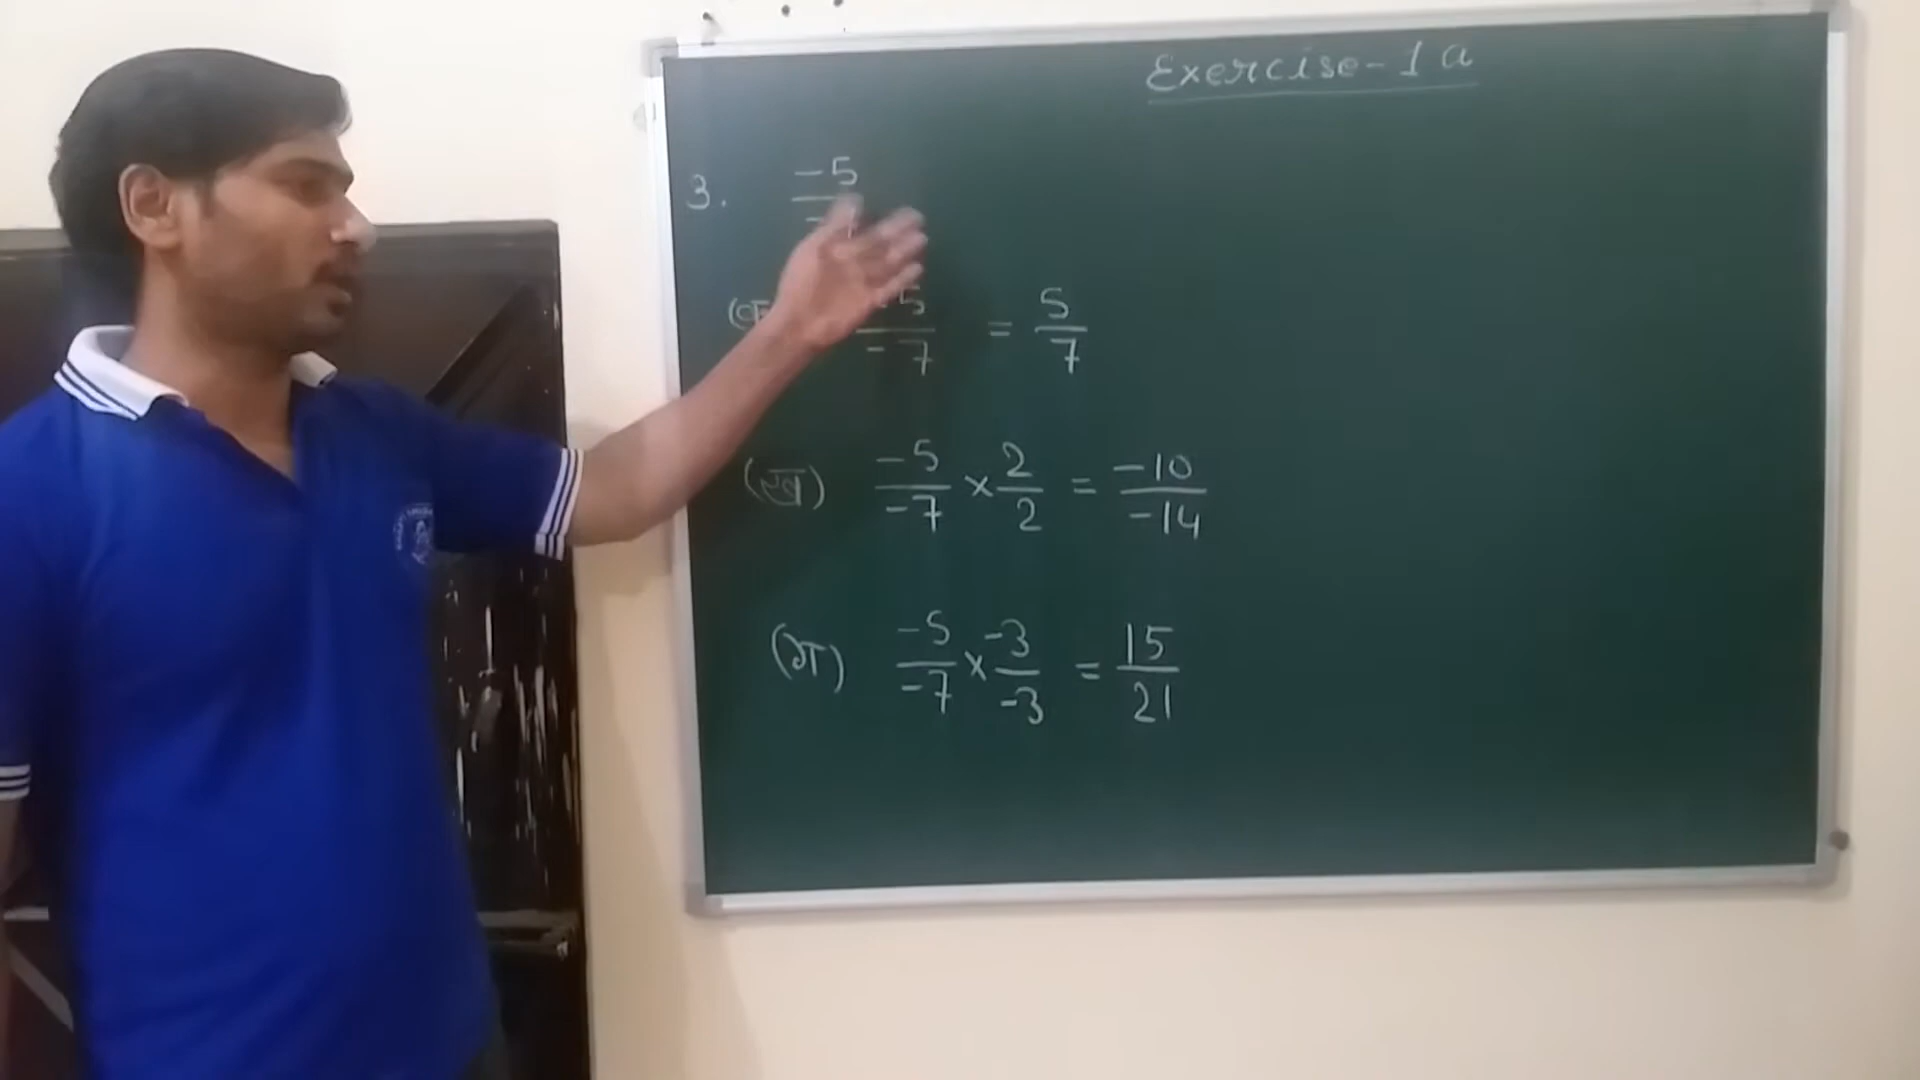 Exercise-1a
3. -5/-7
(क) -5/-7 = 5/7
(ख) -5/-7 × 2/2 = -10/-14
(ग) -5/-7 × -3/-3 = 15/21